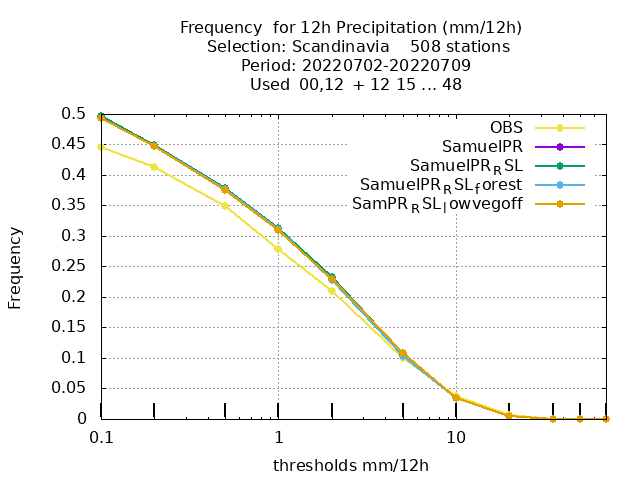 Frequency  for 12h Precipitation (mm/12h)
Selection: Scandinavia    508 stations
Period: 20220702-20220709
Used  00,12  + 12 15 ... 48
OBS
SamuelPR
SamuelPR_RSL
SamuelPR_RSL_forest
SamPR_RSL_lowvegoff
Frequency
0.5
0.45
0.4
0.35
0.3
0.25
0.2
0.15
0.1
0.05
0
0.1 1 10
thresholds mm/12h